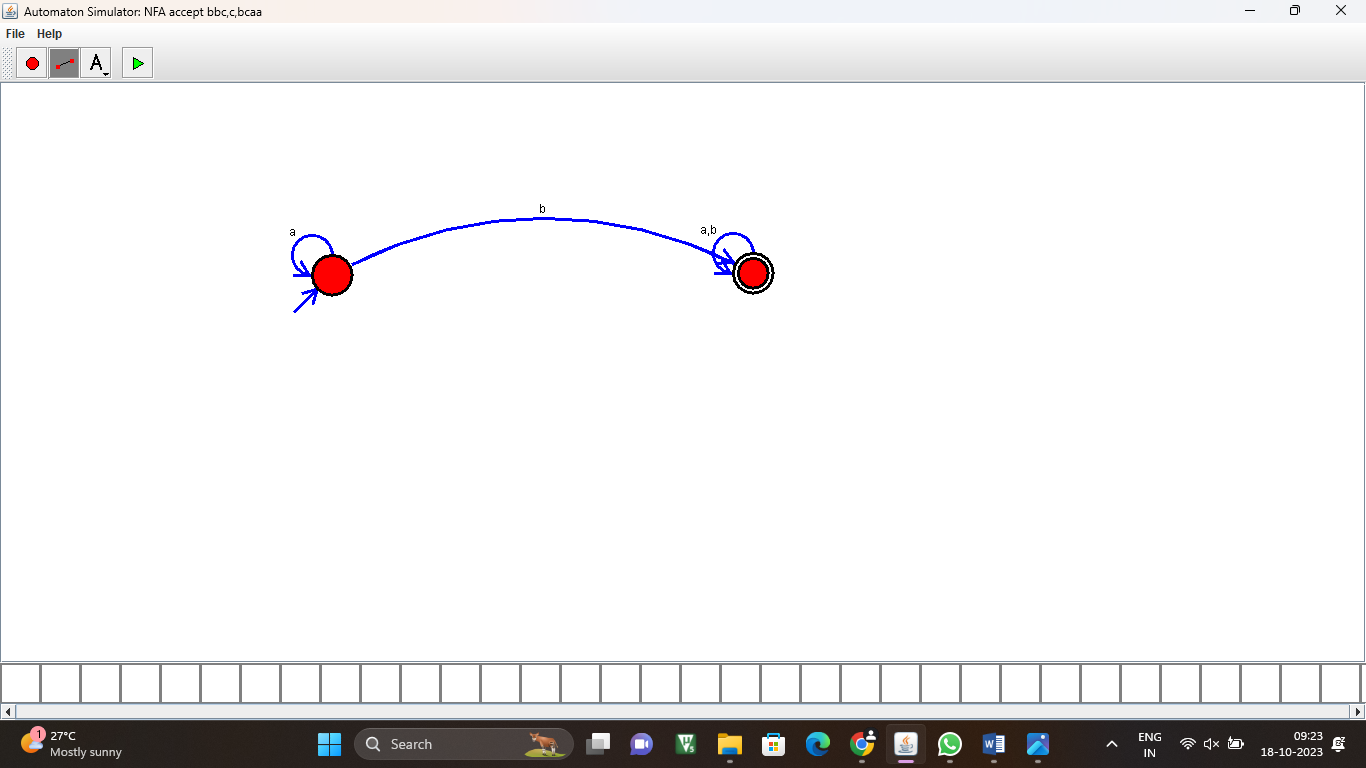 Automaton Simulator: NFA accept bbc,c,bcaa
File Help
A
b
a
a,b
1
27°C
Mostly sunny
Search
ENG
IN
09:23
18-10-2023